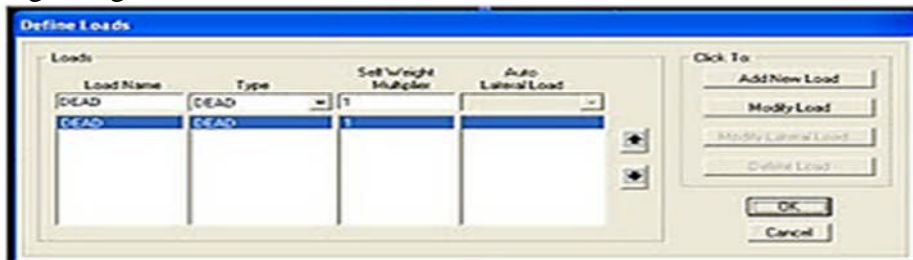 Define Loads
Loads
Click To:
Load Name Type Self Weight Multiplier Auto Lateral Load
DEAD DEAD 1
DEAD DEAD 1
Add New Load
Modify Load
Modify Lateral Load
Define Load
OK
Cancel